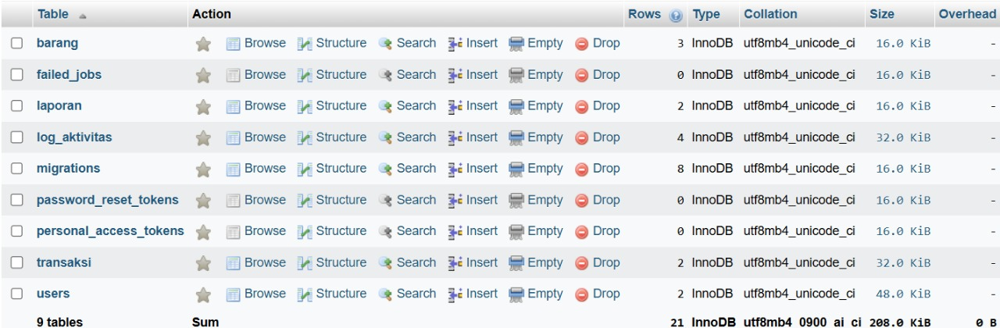 Table Action Rows Type Collation Size Overhead
barang Browse Structure Search Insert Empty Drop 3 InnoDB utf8mb4_unicode_ci 16.0 KiB -
failed_jobs Browse Structure Search Insert Empty Drop 0 InnoDB utf8mb4_unicode_ci 16.0 KiB -
laporan Browse Structure Search Insert Empty Drop 2 InnoDB utf8mb4_unicode_ci 16.0 KiB -
log_aktivitas Browse Structure Search Insert Empty Drop 4 InnoDB utf8mb4_unicode_ci 32.0 KiB -
migrations Browse Structure Search Insert Empty Drop 8 InnoDB utf8mb4_unicode_ci 16.0 KiB -
password_reset_tokens Browse Structure Search Insert Empty Drop 0 InnoDB utf8mb4_unicode_ci 16.0 KiB -
personal_access_tokens Browse Structure Search Insert Empty Drop 0 InnoDB utf8mb4_unicode_ci 16.0 KiB -
transaksi Browse Structure Search Insert Empty Drop 2 InnoDB utf8mb4_unicode_ci 32.0 KiB -
users Browse Structure Search Insert Empty Drop 2 InnoDB utf8mb4_unicode_ci 48.0 KiB -
9 tables Sum 21 InnoDB utf8mb4_0900_ai_ci 208.0 KiB 0 B